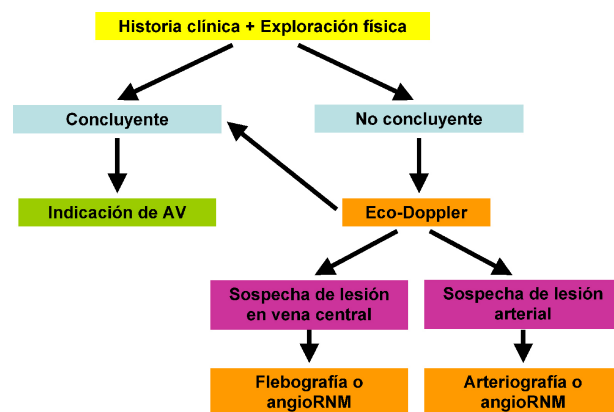 Historia clínica + Exploración física
Concluyente
No concluyente
Indicación de AV
Eco-Doppler
Sospecha de lesión
en vena central
Sospecha de lesión
arterial
Flebografía o
angioRNM
Arteriografía o
angioRNM